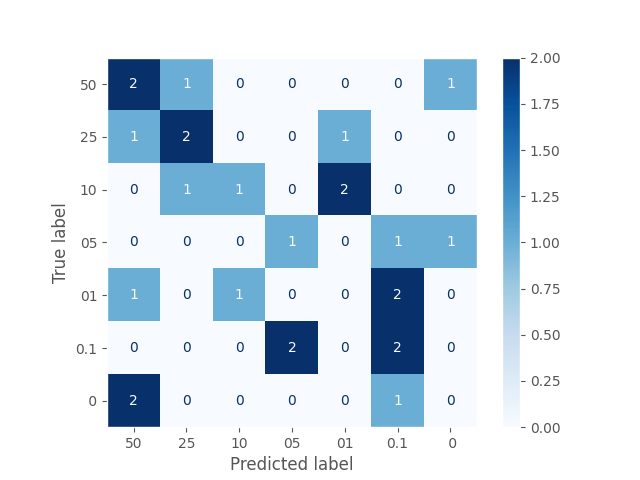 50 2 1 0 0 0 0 1
25 1 2 0 0 1 0 0
10 0 1 1 0 2 0 0
05 0 0 0 1 0 1 1
01 1 0 1 0 0 2 0
0.1 0 0 0 2 0 2 0
0 2 0 0 0 0 1 0
50 25 10 05 01 0.1 0
Predicted label
True label
2.00
1.75
1.50
1.25
1.00
0.75
0.50
0.25
0.00